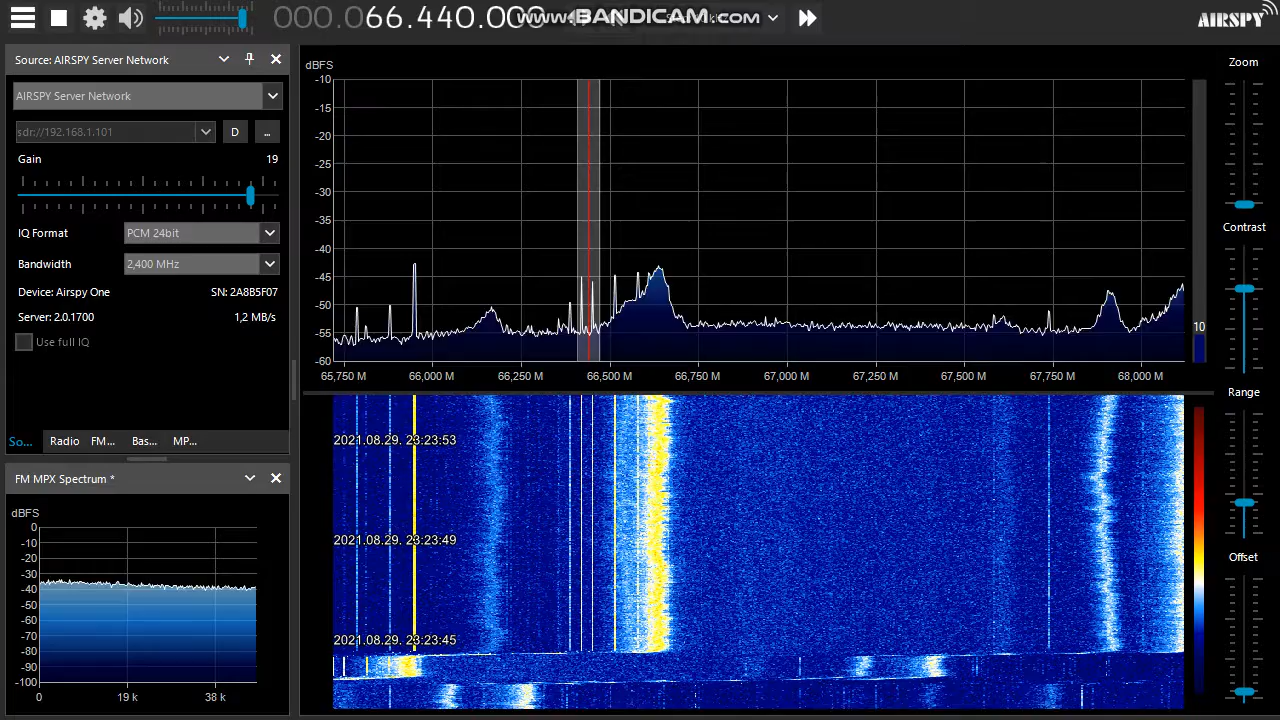 000.066.440.000
www.BANDICAM.com
AIRSPY
Source: AIRSPY Server Network
AIRSPY Server Network
sdr://192.168.1.101
D
...
Gain
19
IQ Format
PCM 24bit
Bandwidth
2,400 MHz
Device: Airspy One
SN: 2A8B5F07
Server: 2.0.1700
1,2 MB/s
Use full IQ
So...
Radio
FM...
Bas...
MP...
FM MPX Spectrum *
dBFS
0
-10
-20
-30
-40
-50
-60
-70
-80
-90
-100
0
19 k
38 k
dBFS
-10
-15
-20
-25
-30
-35
-40
-45
-50
-55
-60
65,750 M
66,000 M
66,250 M
66,500 M
66,750 M
67,000 M
67,250 M
67,500 M
67,750 M
68,000 M
10
2021.08.29. 23:23:53
2021.08.29. 23:23:49
2021.08.29. 23:23:45
Zoom
Contrast
Range
Offset